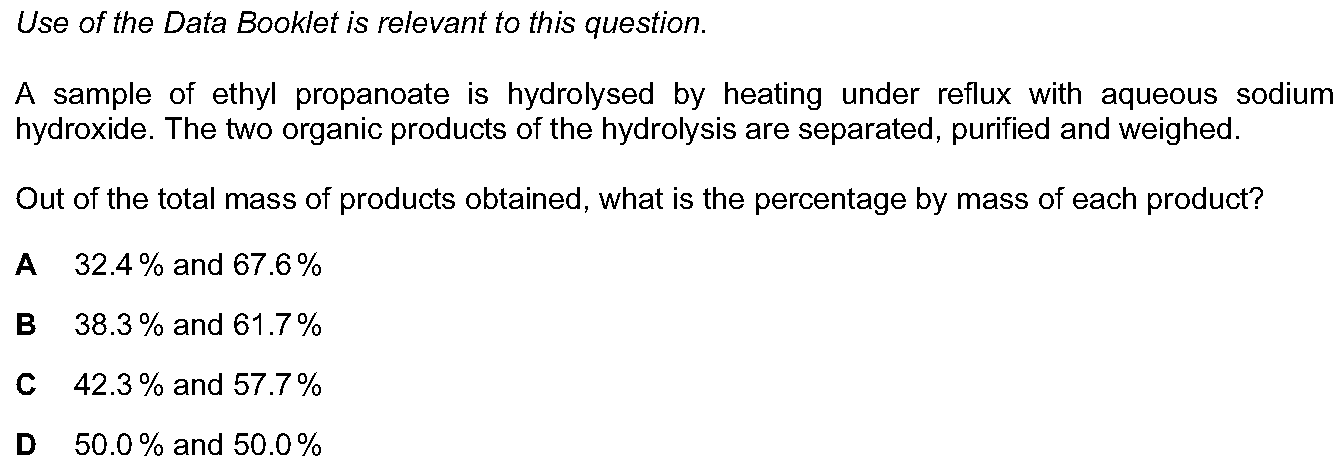 Use of the Data Booklet is relevant to this question.
A sample of ethyl propanoate is hydrolysed by heating under reflux with aqueous sodium
hydroxide. The two organic products of the hydrolysis are separated, purified and weighed.
Out of the total mass of products obtained, what is the percentage by mass of each product?
A 32.4 % and 67.6 %
B 38.3 % and 61.7 %
C 42.3 % and 57.7 %
D 50.0 % and 50.0 %